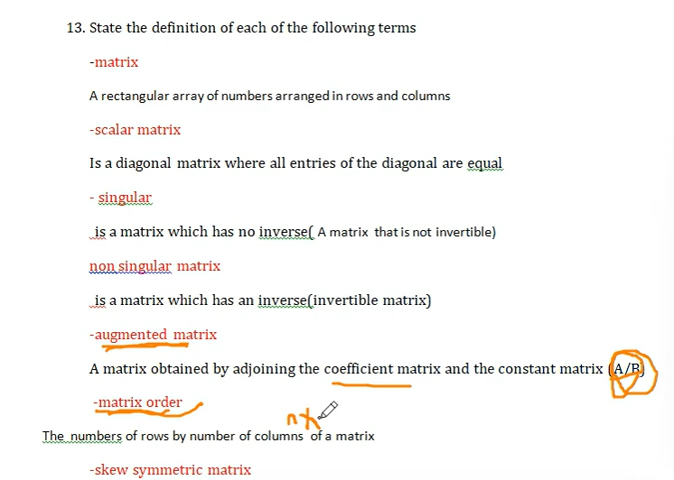 13. State the definition of each of the following terms
-matrix
A rectangular array of numbers arranged in rows and columns
-scalar matrix
Is a diagonal matrix where all entries of the diagonal are equal
- singular
is a matrix which has no inverse( A matrix that is not invertible)
non singular matrix
is a matrix which has an inverse(invertible matrix)
-augmented matrix
A matrix obtained by adjoining the coefficient matrix and the constant matrix (A/B)
-matrix order
n×
The numbers of rows by number of columns of a matrix
-skew symmetric matrix